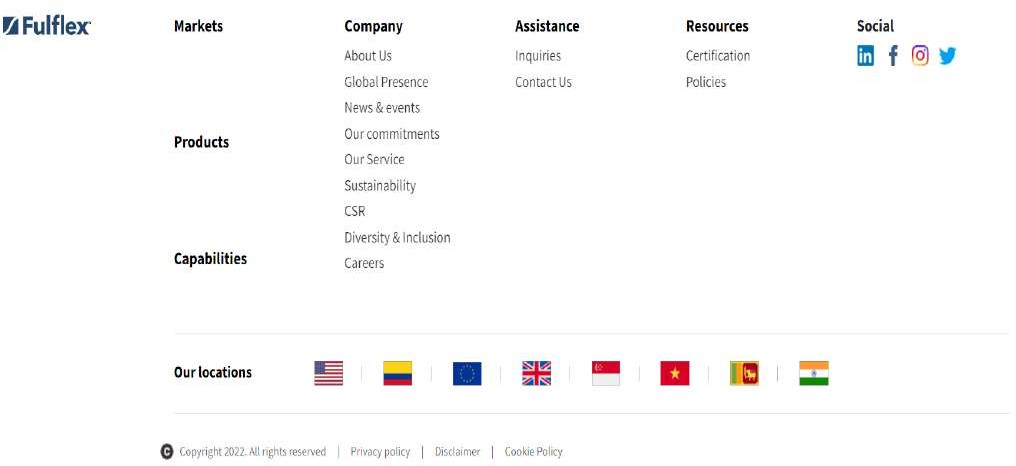 Fulflex
Markets
Products
Capabilities
Company
About Us
Global Presence
News & events
Our commitments
Our Service
Sustainability
CSR
Diversity & Inclusion
Careers
Assistance
Inquiries
Contact Us
Resources
Certification
Policies
Social
Our locations
Copyright 2022. All rights reserved | Privacy policy | Disclaimer | Cookie Policy